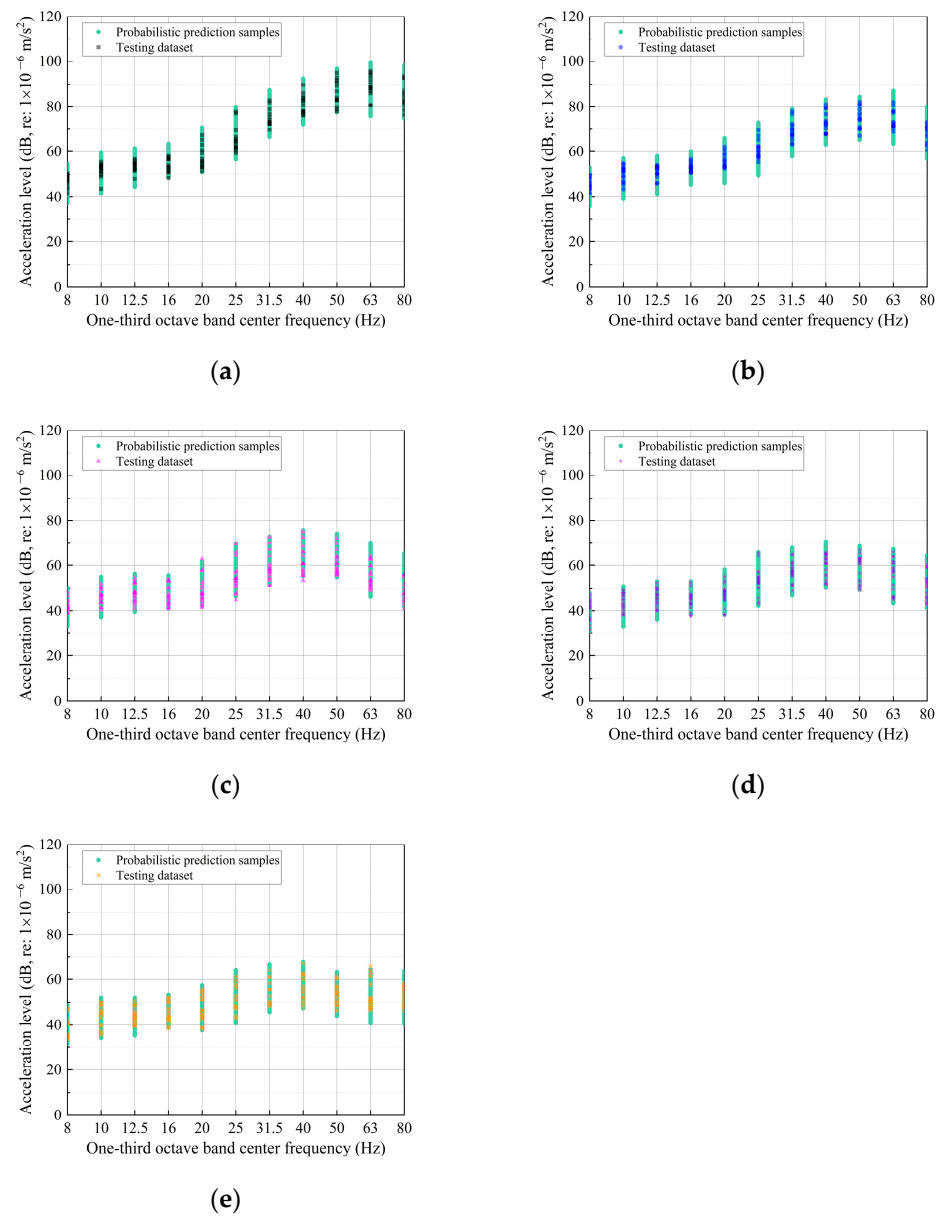 120
100
80
60
40
20
0
Acceleration level (dB, re: 1×10⁻⁶ m/s²)
Probabilistic prediction samples
Testing dataset
8 10 12.5 16 20 25 31.5 40 50 63 80
One-third octave band center frequency (Hz)
(a)
120
100
80
60
40
20
0
Acceleration level (dB, re: 1×10⁻⁶ m/s²)
Probabilistic prediction samples
Testing dataset
8 10 12.5 16 20 25 31.5 40 50 63 80
One-third octave band center frequency (Hz)
(b)
120
100
80
60
40
20
0
Acceleration level (dB, re: 1×10⁻⁶ m/s²)
Probabilistic prediction samples
Testing dataset
8 10 12.5 16 20 25 31.5 40 50 63 80
One-third octave band center frequency (Hz)
(c)
120
100
80
60
40
20
0
Acceleration level (dB, re: 1×10⁻⁶ m/s²)
Probabilistic prediction samples
Testing dataset
8 10 12.5 16 20 25 31.5 40 50 63 80
One-third octave band center frequency (Hz)
(d)
120
100
80
60
40
20
0
Acceleration level (dB, re: 1×10⁻⁶ m/s²)
Probabilistic prediction samples
Testing dataset
8 10 12.5 16 20 25 31.5 40 50 63 80
One-third octave band center frequency (Hz)
(e)